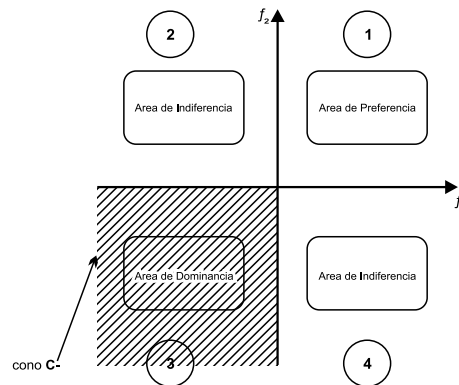 f₂
2
1
Area de Indiferencia
Area de Preferencia
f
Area de Dominancia
Area de Indiferencia
cono C-
3
4